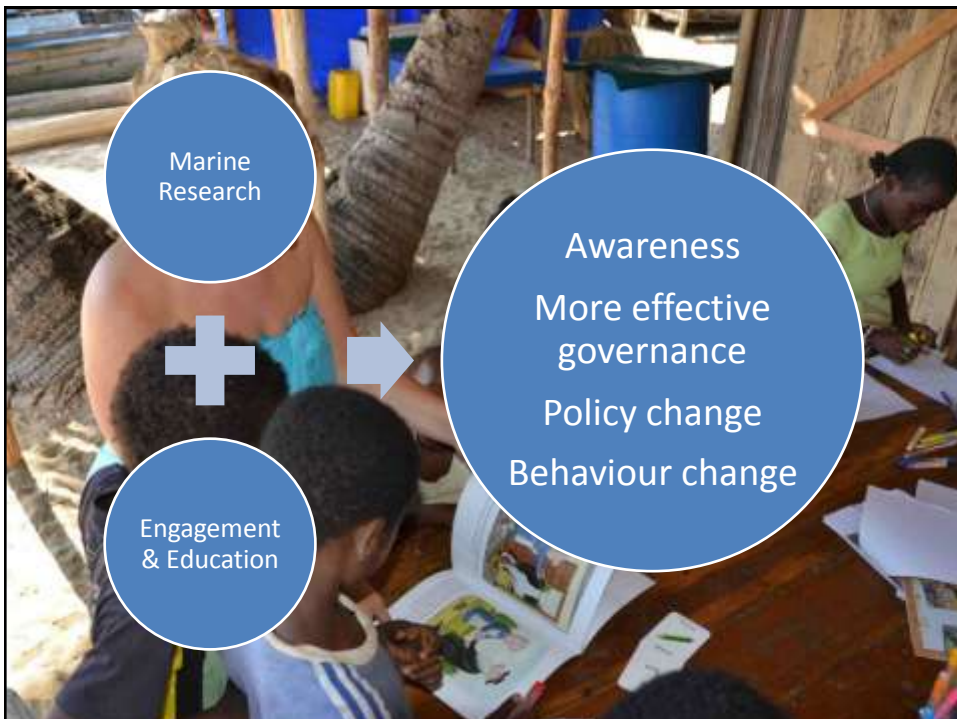 Marine
Research
Engagement
& Education
Awareness
More effective
governance
Policy change
Behaviour change